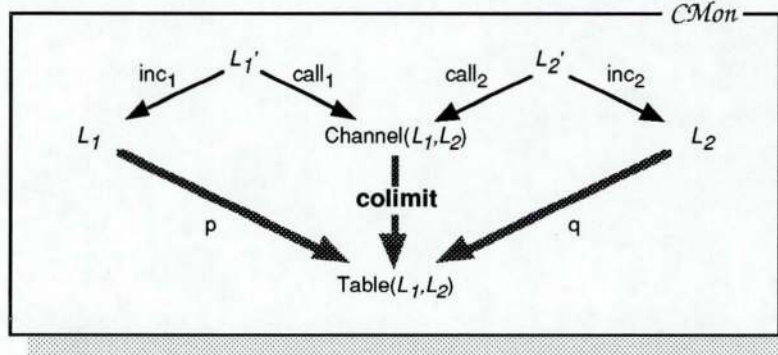 CMon
L₁' L₂'
inc₁ call₁ call₂ inc₂
L₁ Channel(L₁,L₂) L₂
colimit
p q
Table(L₁,L₂)